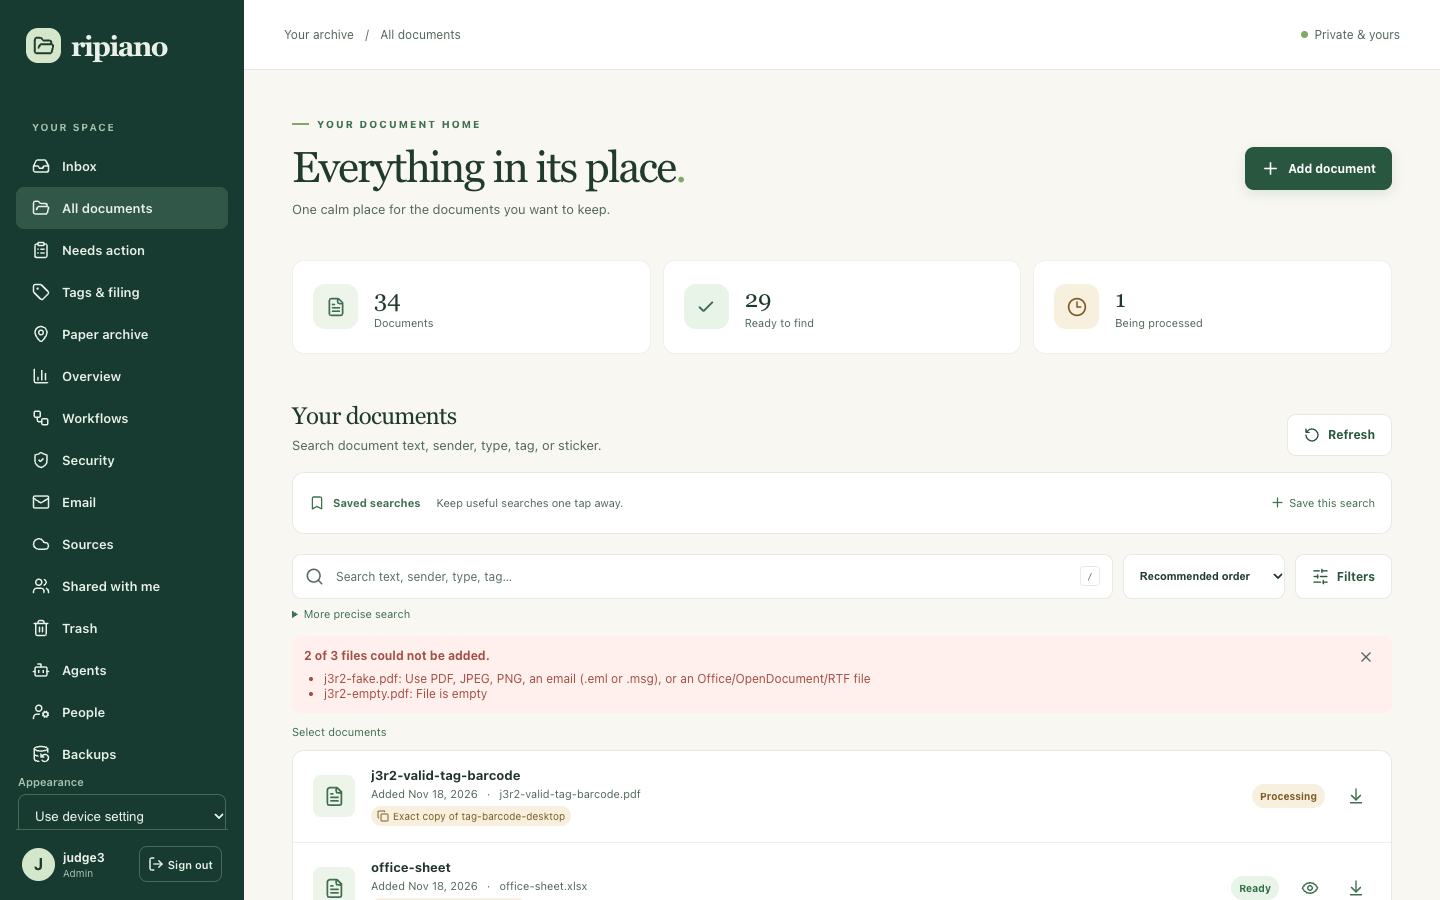 ripiano
YOUR SPACE
Inbox
All documents
Needs action
Tags & filing
Paper archive
Overview
Workflows
Security
Email
Sources
Shared with me
Trash
Agents
People
Backups
Appearance
Use device setting
J
judge3
Admin
Sign out
Your archive / All documents
Private & yours
YOUR DOCUMENT HOME
Everything in its place.
One calm place for the documents you want to keep.
Add document
34
Documents
29
Ready to find
1
Being processed
Your documents
Search document text, sender, type, tag, or sticker.
Refresh
Saved searches Keep useful searches one tap away.
Save this search
Search text, sender, type, tag...
/
Recommended order
Filters
More precise search
2 of 3 files could not be added.
• j3r2-fake.pdf: Use PDF, JPEG, PNG, an email (.eml or .msg), or an Office/OpenDocument/RTF file
• j3r2-empty.pdf: File is empty
Select documents
j3r2-valid-tag-barcode
Added Nov 18, 2026 · j3r2-valid-tag-barcode.pdf
Exact copy of tag-barcode-desktop
Processing
office-sheet
Added Nov 18, 2026 · office-sheet.xlsx
Ready